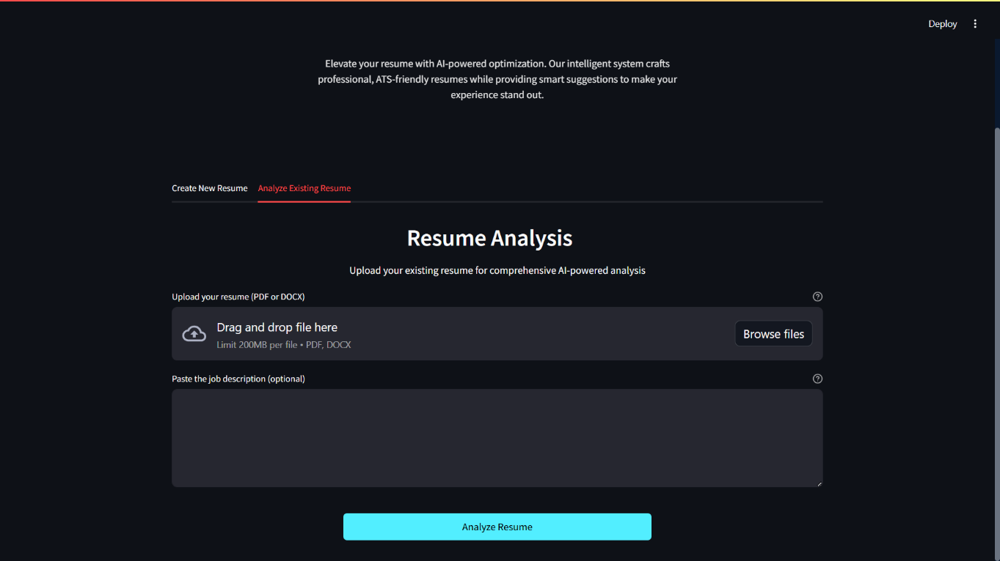 Deploy
Elevate your resume with AI-powered optimization. Our intelligent system crafts
professional, ATS-friendly resumes while providing smart suggestions to make your
experience stand out.
Create New Resume
Analyze Existing Resume
Resume Analysis
Upload your existing resume for comprehensive AI-powered analysis
Upload your resume (PDF or DOCX)
Drag and drop file here
Limit 200MB per file • PDF, DOCX
Browse files
Paste the job description (optional)
Analyze Resume